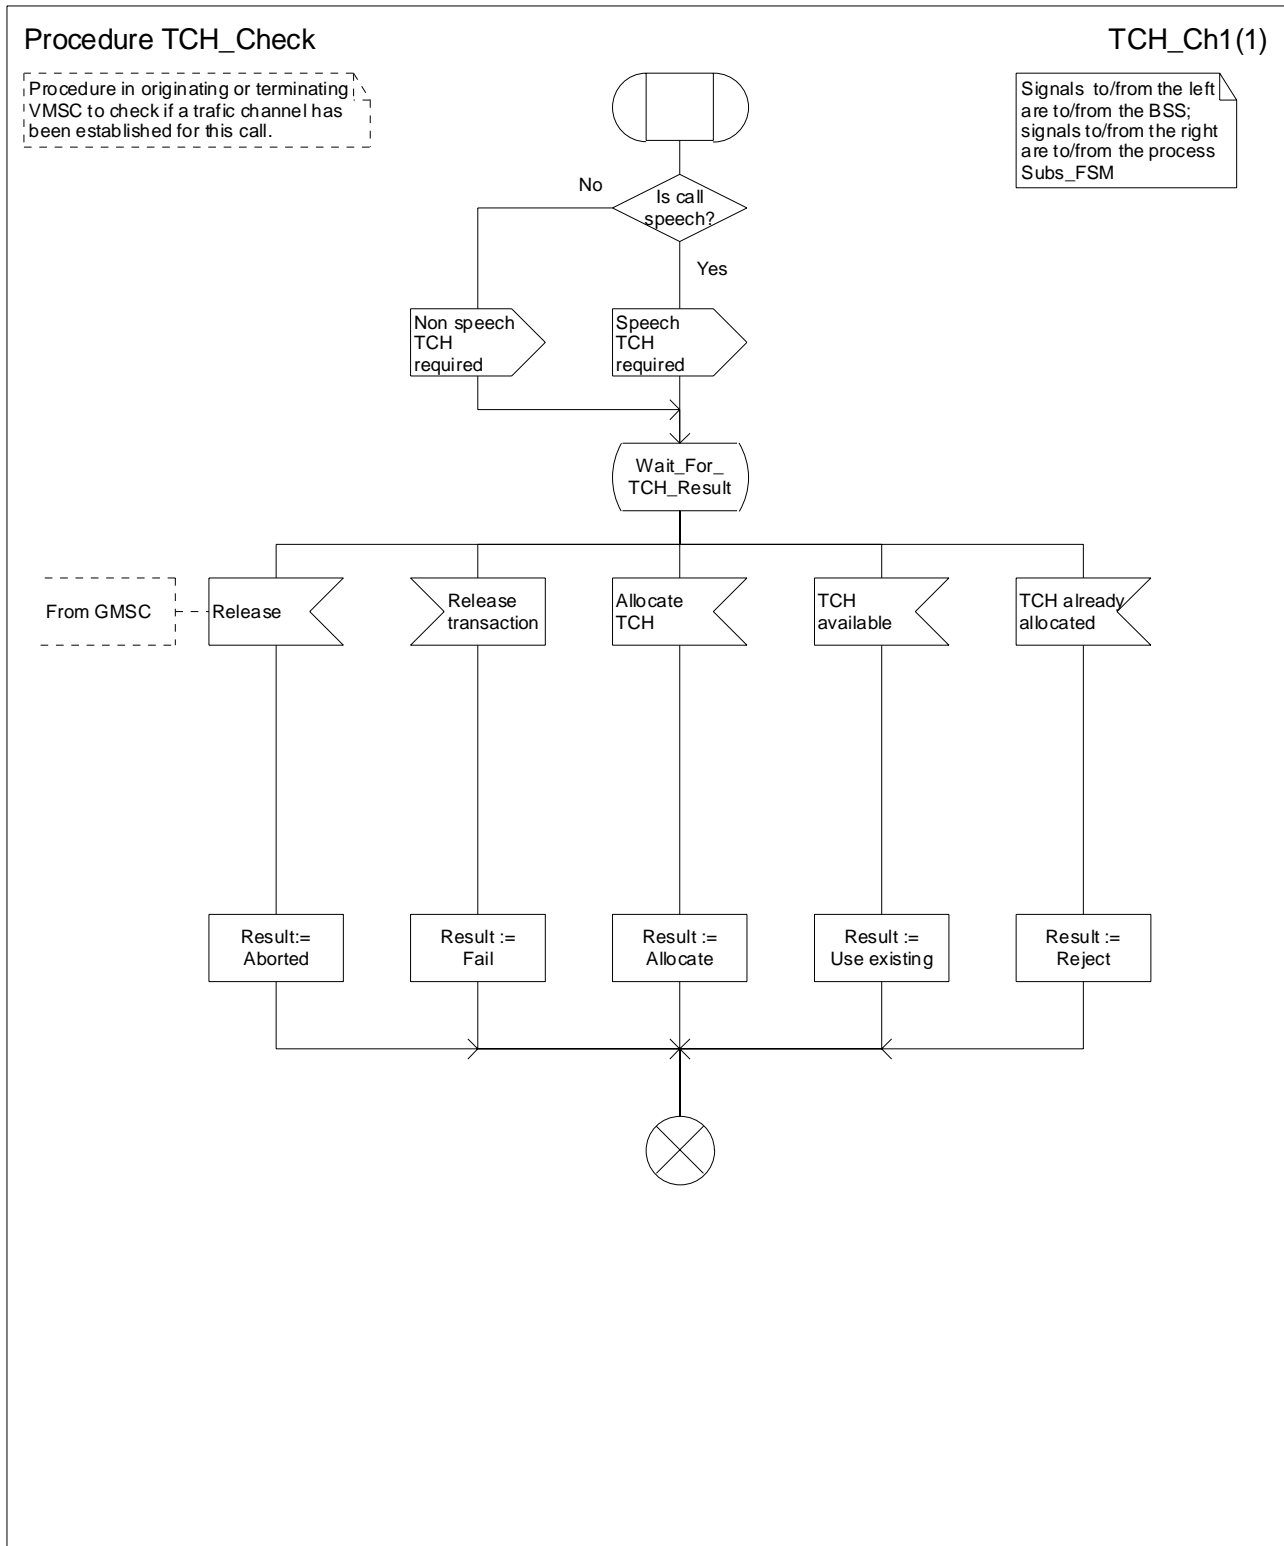 Procedure TCH_Check
TCH_Ch1(1)
Procedure in originating or terminating
VMSC to check if a trafic channel has
been established for this call.
Signals to/from the left
are to/from the BSS;
signals to/from the right
are to/from the process
Subs_FSM
No
Is call
speech?
Yes
Non speech
TCH
required
Speech
TCH
required
Wait_For_
TCH_Result
From GMSC
Release
Release
transaction
Allocate
TCH
TCH
available
TCH already
allocated
Result:=
Aborted
Result :=
Fail
Result :=
Allocate
Result :=
Use existing
Result :=
Reject